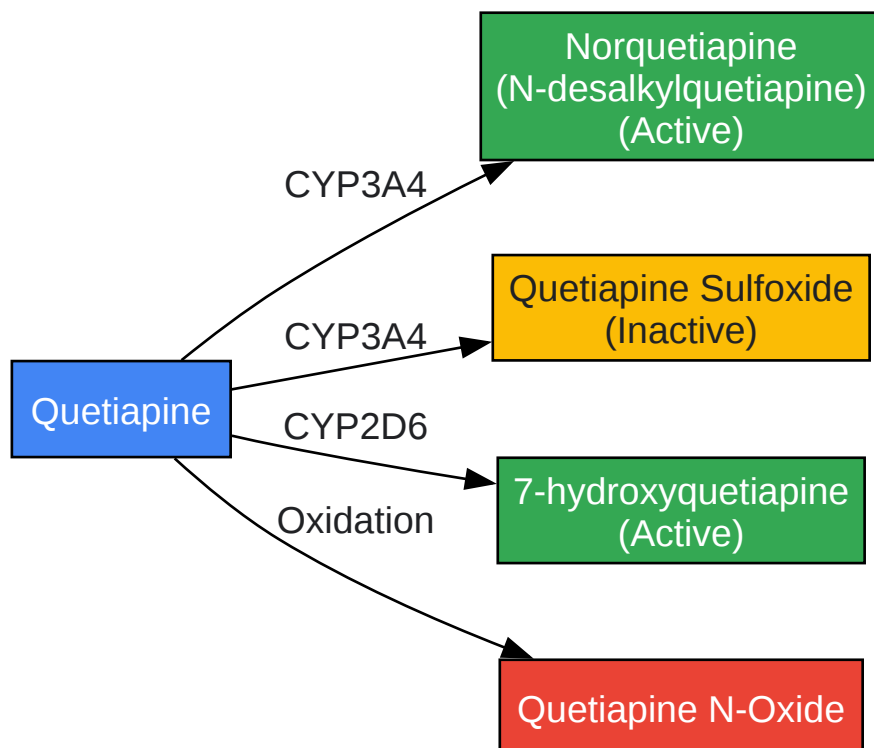 Norquetiapine
(N-desalkylquetiapine)
(Active)
CYP3A4
Quetiapine Sulfoxide
(Inactive)
CYP3A4
Quetiapine
CYP2D6
7-hydroxyquetiapine
(Active)
Oxidation
Quetiapine N-Oxide